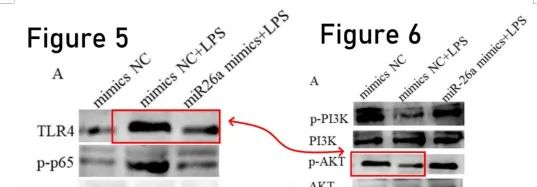 Figure 5
A
mimics NC
mimics NC+LPS
miR26a mimics+LPS
TLR4
p-p65
Figure 6
A
mimics NC
mimics NC+LPS
miR-26a mimics+LPS
p-PI3K
PI3K
p-AKT
AKT